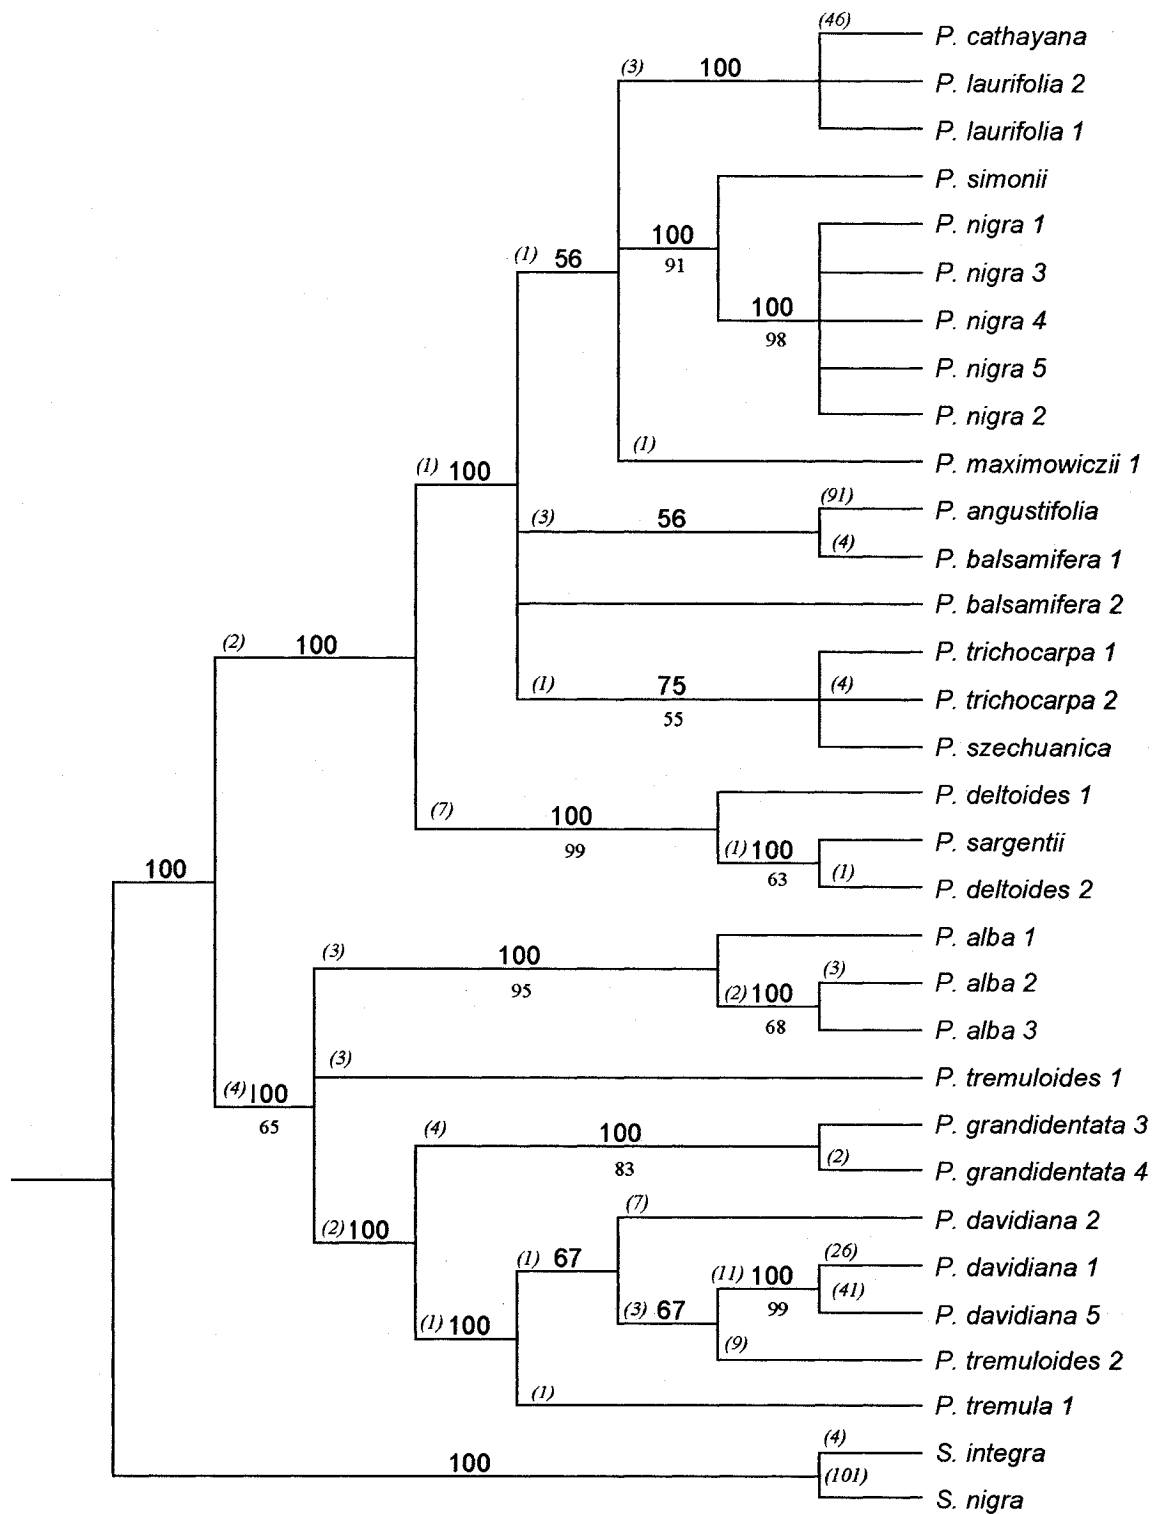 (46)
P. cathayana
(3) 100
P. laurifolia 2
P. laurifolia 1
P. simonii
P. nigra 1
100
91
(1) 56
P. nigra 3
100
98
P. nigra 4
P. nigra 5
P. nigra 2
(1)
P. maximowiczii 1
(1) 100
(91)
P. angustifolia
(3) 56
(4)
P. balsamifera 1
P. balsamifera 2
(2) 100
P. trichocarpa 1
(1) 75
55
(4)
P. trichocarpa 2
P. szechuanica
P. deltoides 1
(7) 100
99
P. sargentii
(1) 100
63
(1)
P. deltoides 2
100
P. alba 1
(3) 100
95
(3)
P. alba 2
(2) 100
68
P. alba 3
(3)
P. tremuloides 1
(4) 100
65
P. grandidentata 3
(4) 100
83
(2)
P. grandidentata 4
(7)
P. davidiana 2
(2) 100
(1) 67
(26)
P. davidiana 1
(11) 100
99
(41)
P. davidiana 5
(3) 67
(1) 100
(9)
P. tremuloides 2
(1)
P. tremula 1
(4)
S. integra
100
(101)
S. nigra